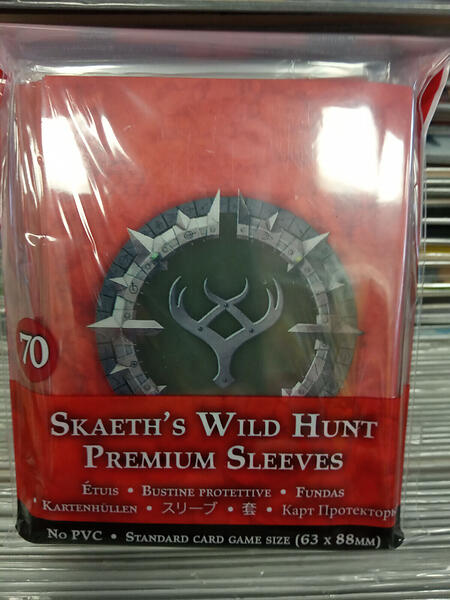 70
SKAETH'S WILD HUNT
PREMIUM SLEEVES
ÉTUIS • BUSTINE PROTETTIVE • FUNDAS
• KARTENHÜLLEN • スリーブ • 套 • КАРТ ПРОТЕКТОРЫ
NO PVC • STANDARD CARD GAME SIZE (63 X 88MM)